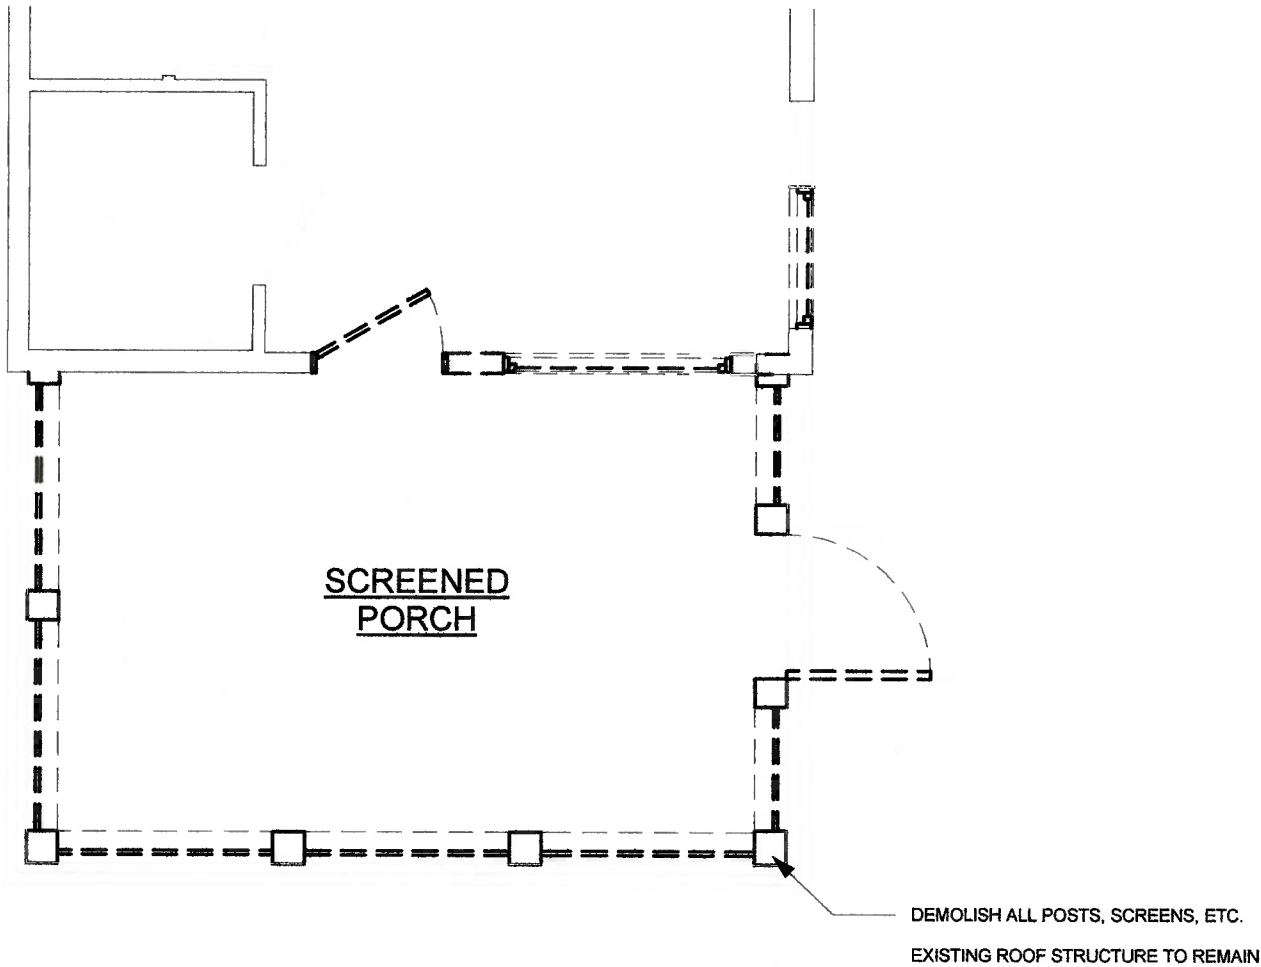 SCREENED
PORCH
DEMOLISH ALL POSTS, SCREENS, ETC.
EXISTING ROOF STRUCTURE TO REMAIN